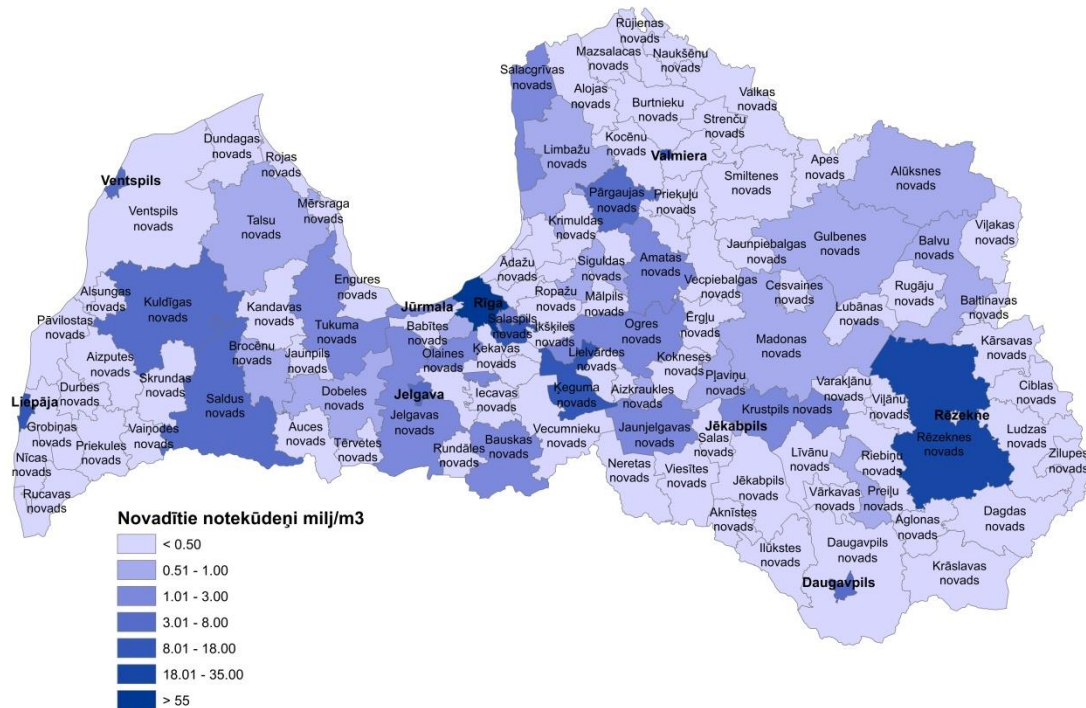 Rūjienas
novads
Mazsalacas
novads
Naukšēnu
novads
Salacgrīvas
novads
Alojas
novads
Burtnieku
novads
Valkas
novads
Strenču
novads
Dundagas
novads
Rojas
novads
Limbažu
novads
Kocēnu
novads
Valmiera
Apes
novads
Alūksnes
novads
Ventspils
Smiltenes
novads
Ventspils
novads
Mērsraga
novads
Talsu
novads
Pārgaujas
novads
Priekuļu
novads
Krimuldas
novads
Jaunpiebalgas
novads
Gulbenes
novads
Balvu
novads
Viļakas
novads
Ādažu
novads
Siguldas
novads
Amatas
novads
Vecpiebalgas
novads
Cesvaines
novads
Rugāju
novads
Baltinavas
novads
Engures
novads
Alsungas
novads
Kuldīgas
novads
Kandavas
novads
Jūrmala
Rīga
Ropažu
novads
Mālpils
novads
Lubānas
novads
Pāvilostas
novads
Tukuma
novads
Babītes
novads
Salaspils
novads
Ikšķiles
novads
Ogres
novads
Ērgļu
novads
Madonas
novads
Kārsavas
novads
Aizputes
novads
Brocēnu
novads
Jaunpils
novads
Olaines
novads
Ķekavas
novads
Lielvārdes
novads
Kokneses
novads
Skrundas
novads
Durbes
novads
Dobeles
novads
Jelgava
Iecavas
novads
Ķeguma
novads
Aizkraukles
novads
Pļaviņu
novads
Varakļānu
novads
Viļānu
novads
Ciblas
novads
Liepāja
Saldus
novads
Jelgavas
novads
Krustpils novads
Rēzekne
Grobiņas
novads
Vaiņodes
novads
Auces
novads
Tērvetes
novads
Rundāles
novads
Bauskas
novads
Vecumnieku
novads
Jaunjelgavas
novads
Jēkabpils
Rēzeknes
novads
Ludzas
novads
Priekules
novads
Nīcas
novads
Salas
novads
Līvānu
novads
Riebiņu
novads
Zilupes
novads
Neretas
novads
Viesītes
novads
Jēkabpils
novads
Vārkavas
novads
Preiļu
novads
Rucavas
novads
Aknīstes
novads
Aglonas
novads
Dagdas
novads
Ilūkstes
novads
Daugavpils
novads
Krāslavas
novads
Daugavpils
Novadītie notekūdeņi milj/m3
< 0.50
0.51 - 1.00
1.01 - 3.00
3.01 - 8.00
8.01 - 18.00
18.01 - 35.00
> 55